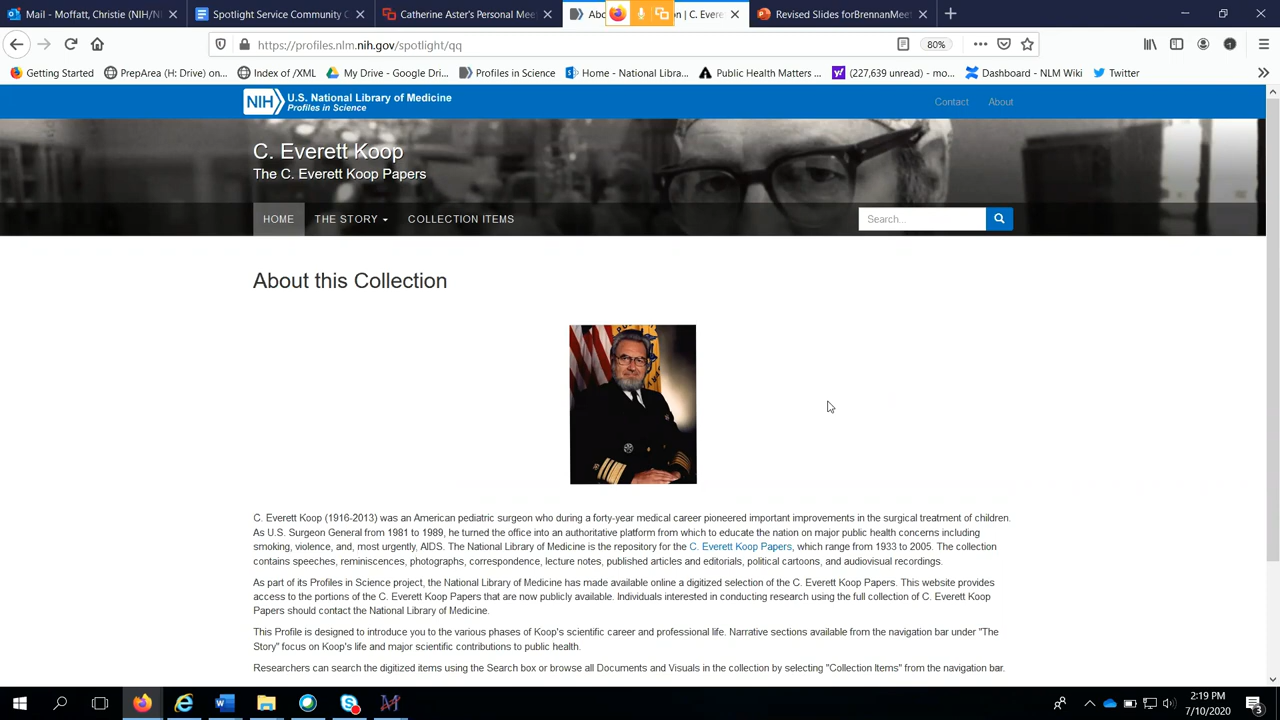 Mail - Moffatt, Christie (NIH/NI
Spotlight Service Community C
Catherine Aster's Personal Mee
Revised Slides forBrennanMeet
https://profiles.nlm.nih.gov/spotlight/qq
80%
Getting Started
PrepArea (H: Drive) on...
Index of /XML
My Drive - Google Dri...
Profiles in Science
Home - National Libra...
Public Health Matters ...
(227,639 unread) - mo...
Dashboard - NLM Wiki
Twitter
NIH
U.S. National Library of Medicine
Profiles in Science
Contact
About
C. Everett Koop
The C. Everett Koop Papers
HOME
THE STORY
COLLECTION ITEMS
Search...
About this Collection
C. Everett Koop (1916-2013) was an American pediatric surgeon who during a forty-year medical career pioneered important improvements in the surgical treatment of children.
As U.S. Surgeon General from 1981 to 1989, he turned the office into an authoritative platform from which to educate the nation on major public health concerns including
smoking, violence, and, most urgently, AIDS. The National Library of Medicine is the repository for the C. Everett Koop Papers, which range from 1933 to 2005. The collection
contains speeches, reminiscences, photographs, correspondence, lecture notes, published articles and editorials, political cartoons, and audiovisual recordings.
As part of its Profiles in Science project, the National Library of Medicine has made available online a digitized selection of the C. Everett Koop Papers. This website provides
access to the portions of the C. Everett Koop Papers that are now publicly available. Individuals interested in conducting research using the full collection of C. Everett Koop
Papers should contact the National Library of Medicine.
This Profile is designed to introduce you to the various phases of Koop's scientific career and professional life. Narrative sections available from the navigation bar under "The
Story" focus on Koop's life and major scientific contributions to public health.
Researchers can search the digitized items using the Search box or browse all Documents and Visuals in the collection by selecting "Collection Items" from the navigation bar.
2:19 PM
7/10/2020
3